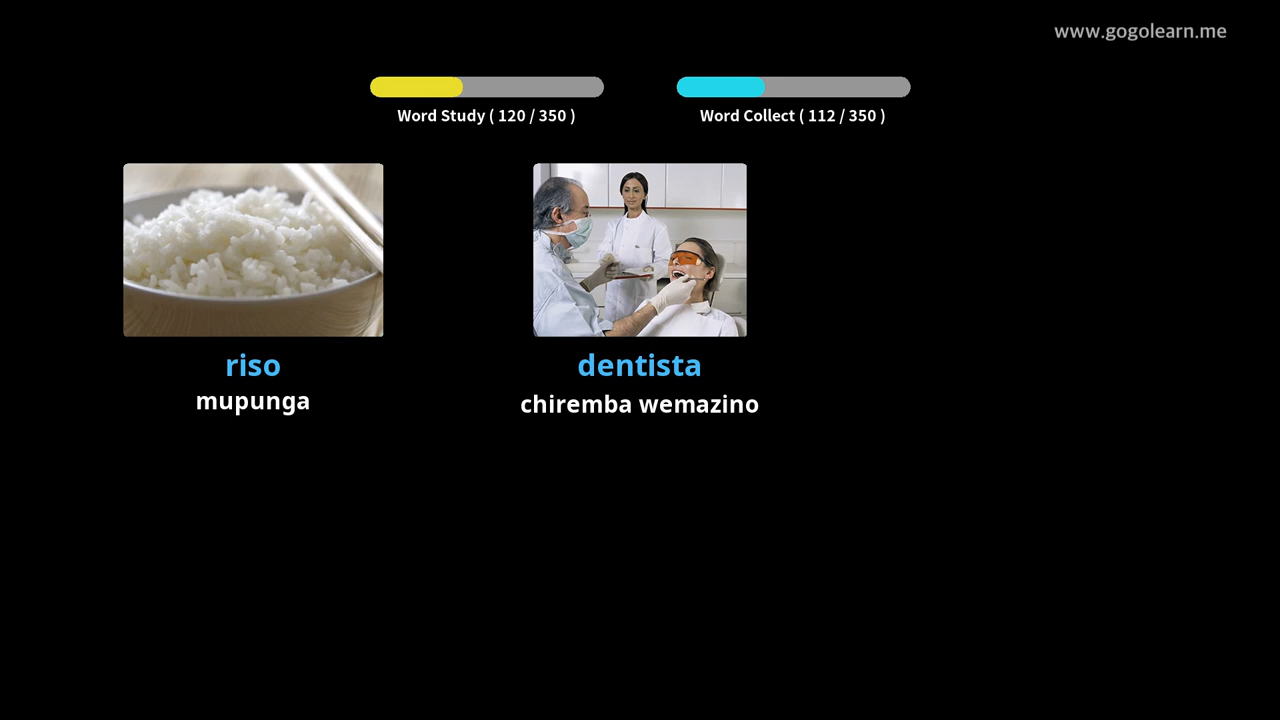 www.gogolearn.me
Word Study ( 120 / 350 )
Word Collect ( 112 / 350 )
riso
mupunga
dentista
chiremba wemazino